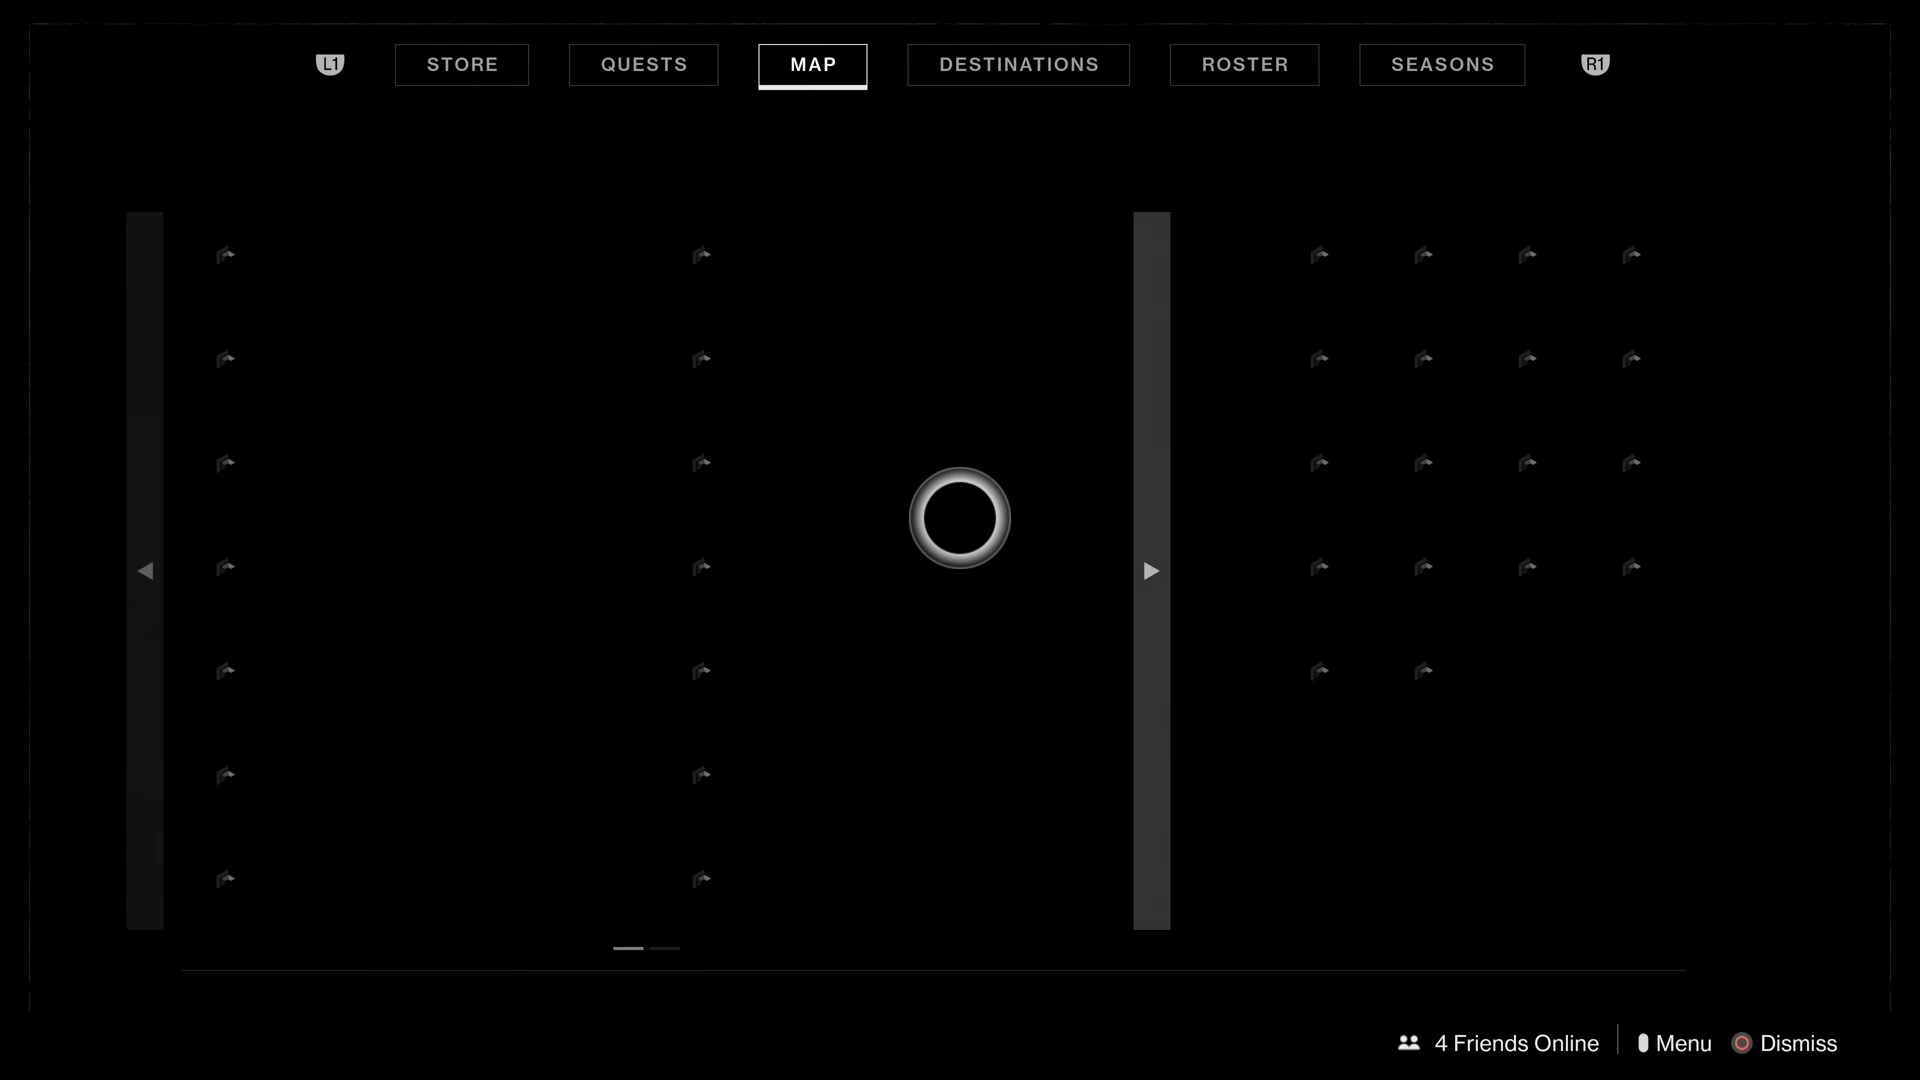 L1 STORE QUESTS MAP DESTINATIONS ROSTER SEASONS R1
4 Friends Online Menu Dismiss